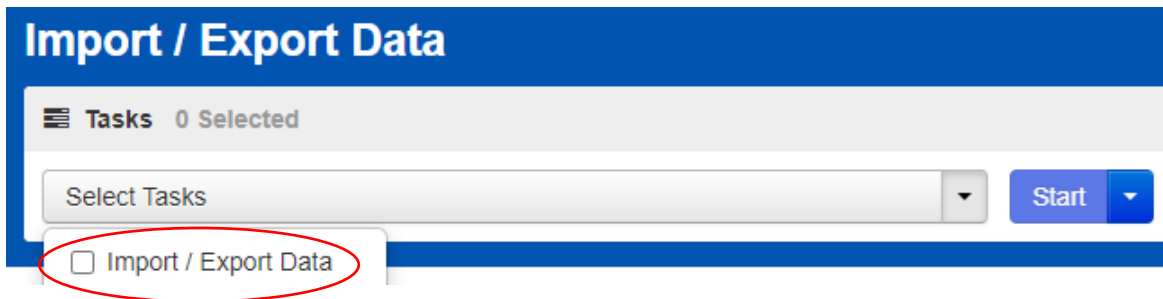 Import / Export Data
Tasks 0 Selected
Select Tasks
Start
Import / Export Data